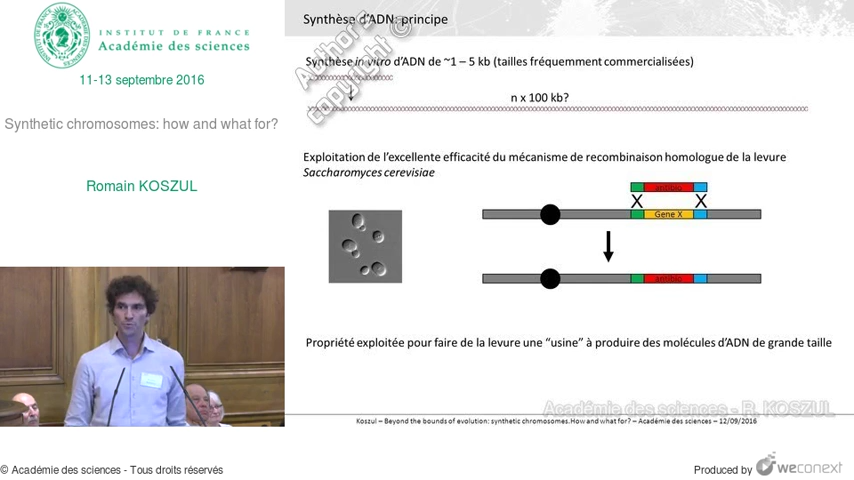 INSTITUT DE FRANCE
Académie des sciences
11-13 septembre 2016
Synthetic chromosomes: how and what for?
Romain KOSZUL
Synthèse d'ADN: principe
Author's
copyright ©
Synthèse in vitro d'ADN de ~1 – 5 kb (tailles fréquemment commercialisées)
n x 100 kb?
Exploitation de l'excellente efficacité du mécanisme de recombinaison homologue de la levure
Saccharomyces cerevisiae
antibio
X X
Gene X
antibio
Propriété exploitée pour faire de la levure une “usine” à produire des molécules d'ADN de grande taille
Académie des sciences - R. KOSZUL
Koszul – Beyond the bounds of evolution: synthetic chromosomes.How and what for? – Académie des sciences – 12/09/2016
© Académie des sciences - Tous droits réservés
Produced by weconext